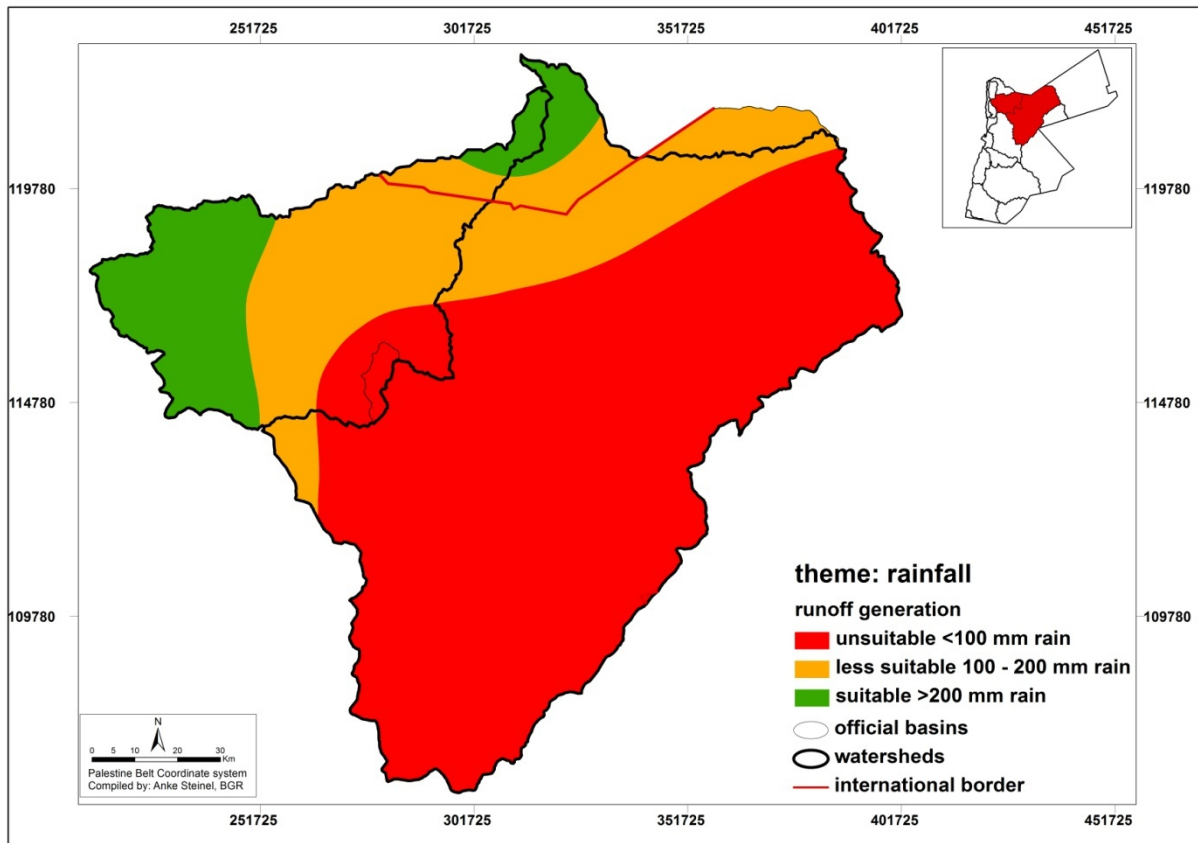 251725 301725 351725 401725 451725
119780 119780
114780 114780
109780 109780
theme: rainfall
runoff generation
unsuitable <100 mm rain
less suitable 100 - 200 mm rain
suitable >200 mm rain
official basins
watersheds
international border
N
0 5 10 20 30
Km
Palestine Belt Coordinate system
Compiled by: Anke Steinel, BGR
251725 301725 351725 401725 451725